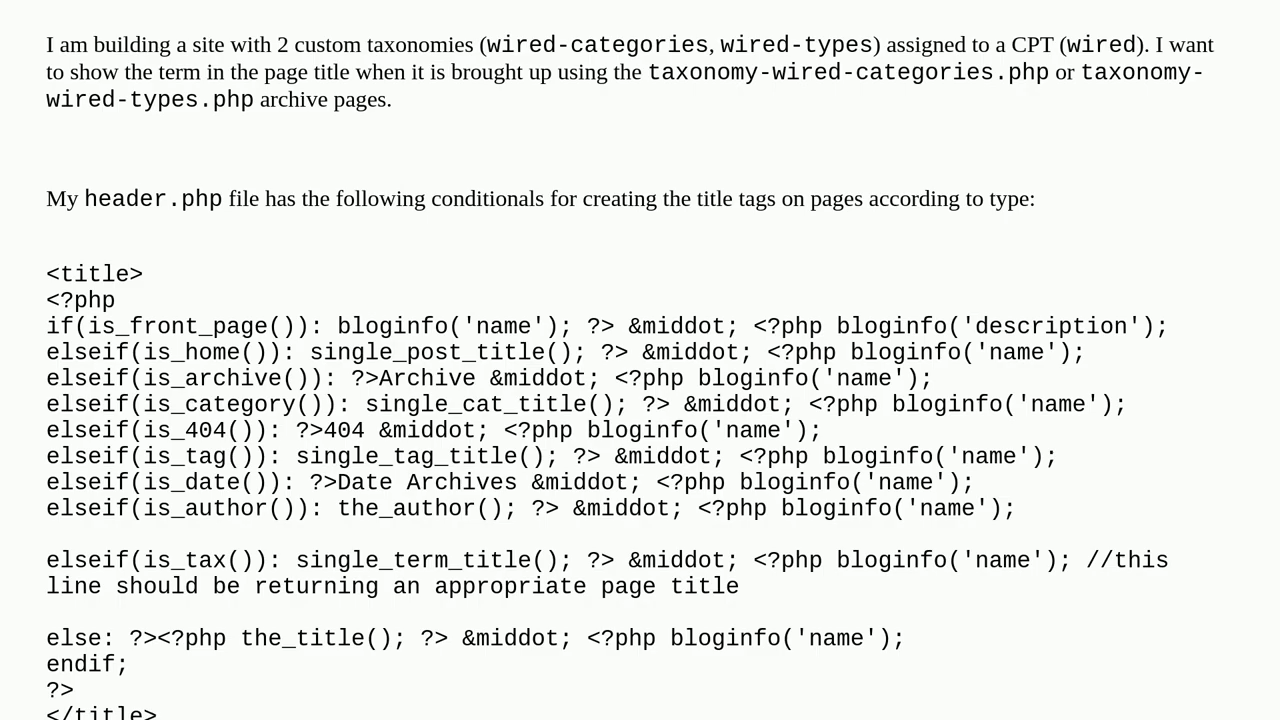 I am building a site with 2 custom taxonomies (wired-categories, wired-types) assigned to a CPT (wired). I want
to show the term in the page title when it is brought up using the taxonomy-wired-categories.php or taxonomy-
wired-types.php archive pages.
My header.php file has the following conditionals for creating the title tags on pages according to type:
<title>
<?php
if(is_front_page()): bloginfo('name'); ?> &middot; <?php bloginfo('description');
elseif(is_home()): single_post_title(); ?> &middot; <?php bloginfo('name');
elseif(is_archive()): ?>Archive &middot; <?php bloginfo('name');
elseif(is_category()): single_cat_title(); ?> &middot; <?php bloginfo('name');
elseif(is_404()): ?>404 &middot; <?php bloginfo('name');
elseif(is_tag()): single_tag_title(); ?> &middot; <?php bloginfo('name');
elseif(is_date()): ?>Date Archives &middot; <?php bloginfo('name');
elseif(is_author()): the_author(); ?> &middot; <?php bloginfo('name');
elseif(is_tax()): single_term_title(); ?> &middot; <?php bloginfo('name'); //this
line should be returning an appropriate page title
else: ?><?php the_title(); ?> &middot; <?php bloginfo('name');
endif;
?>
</title>